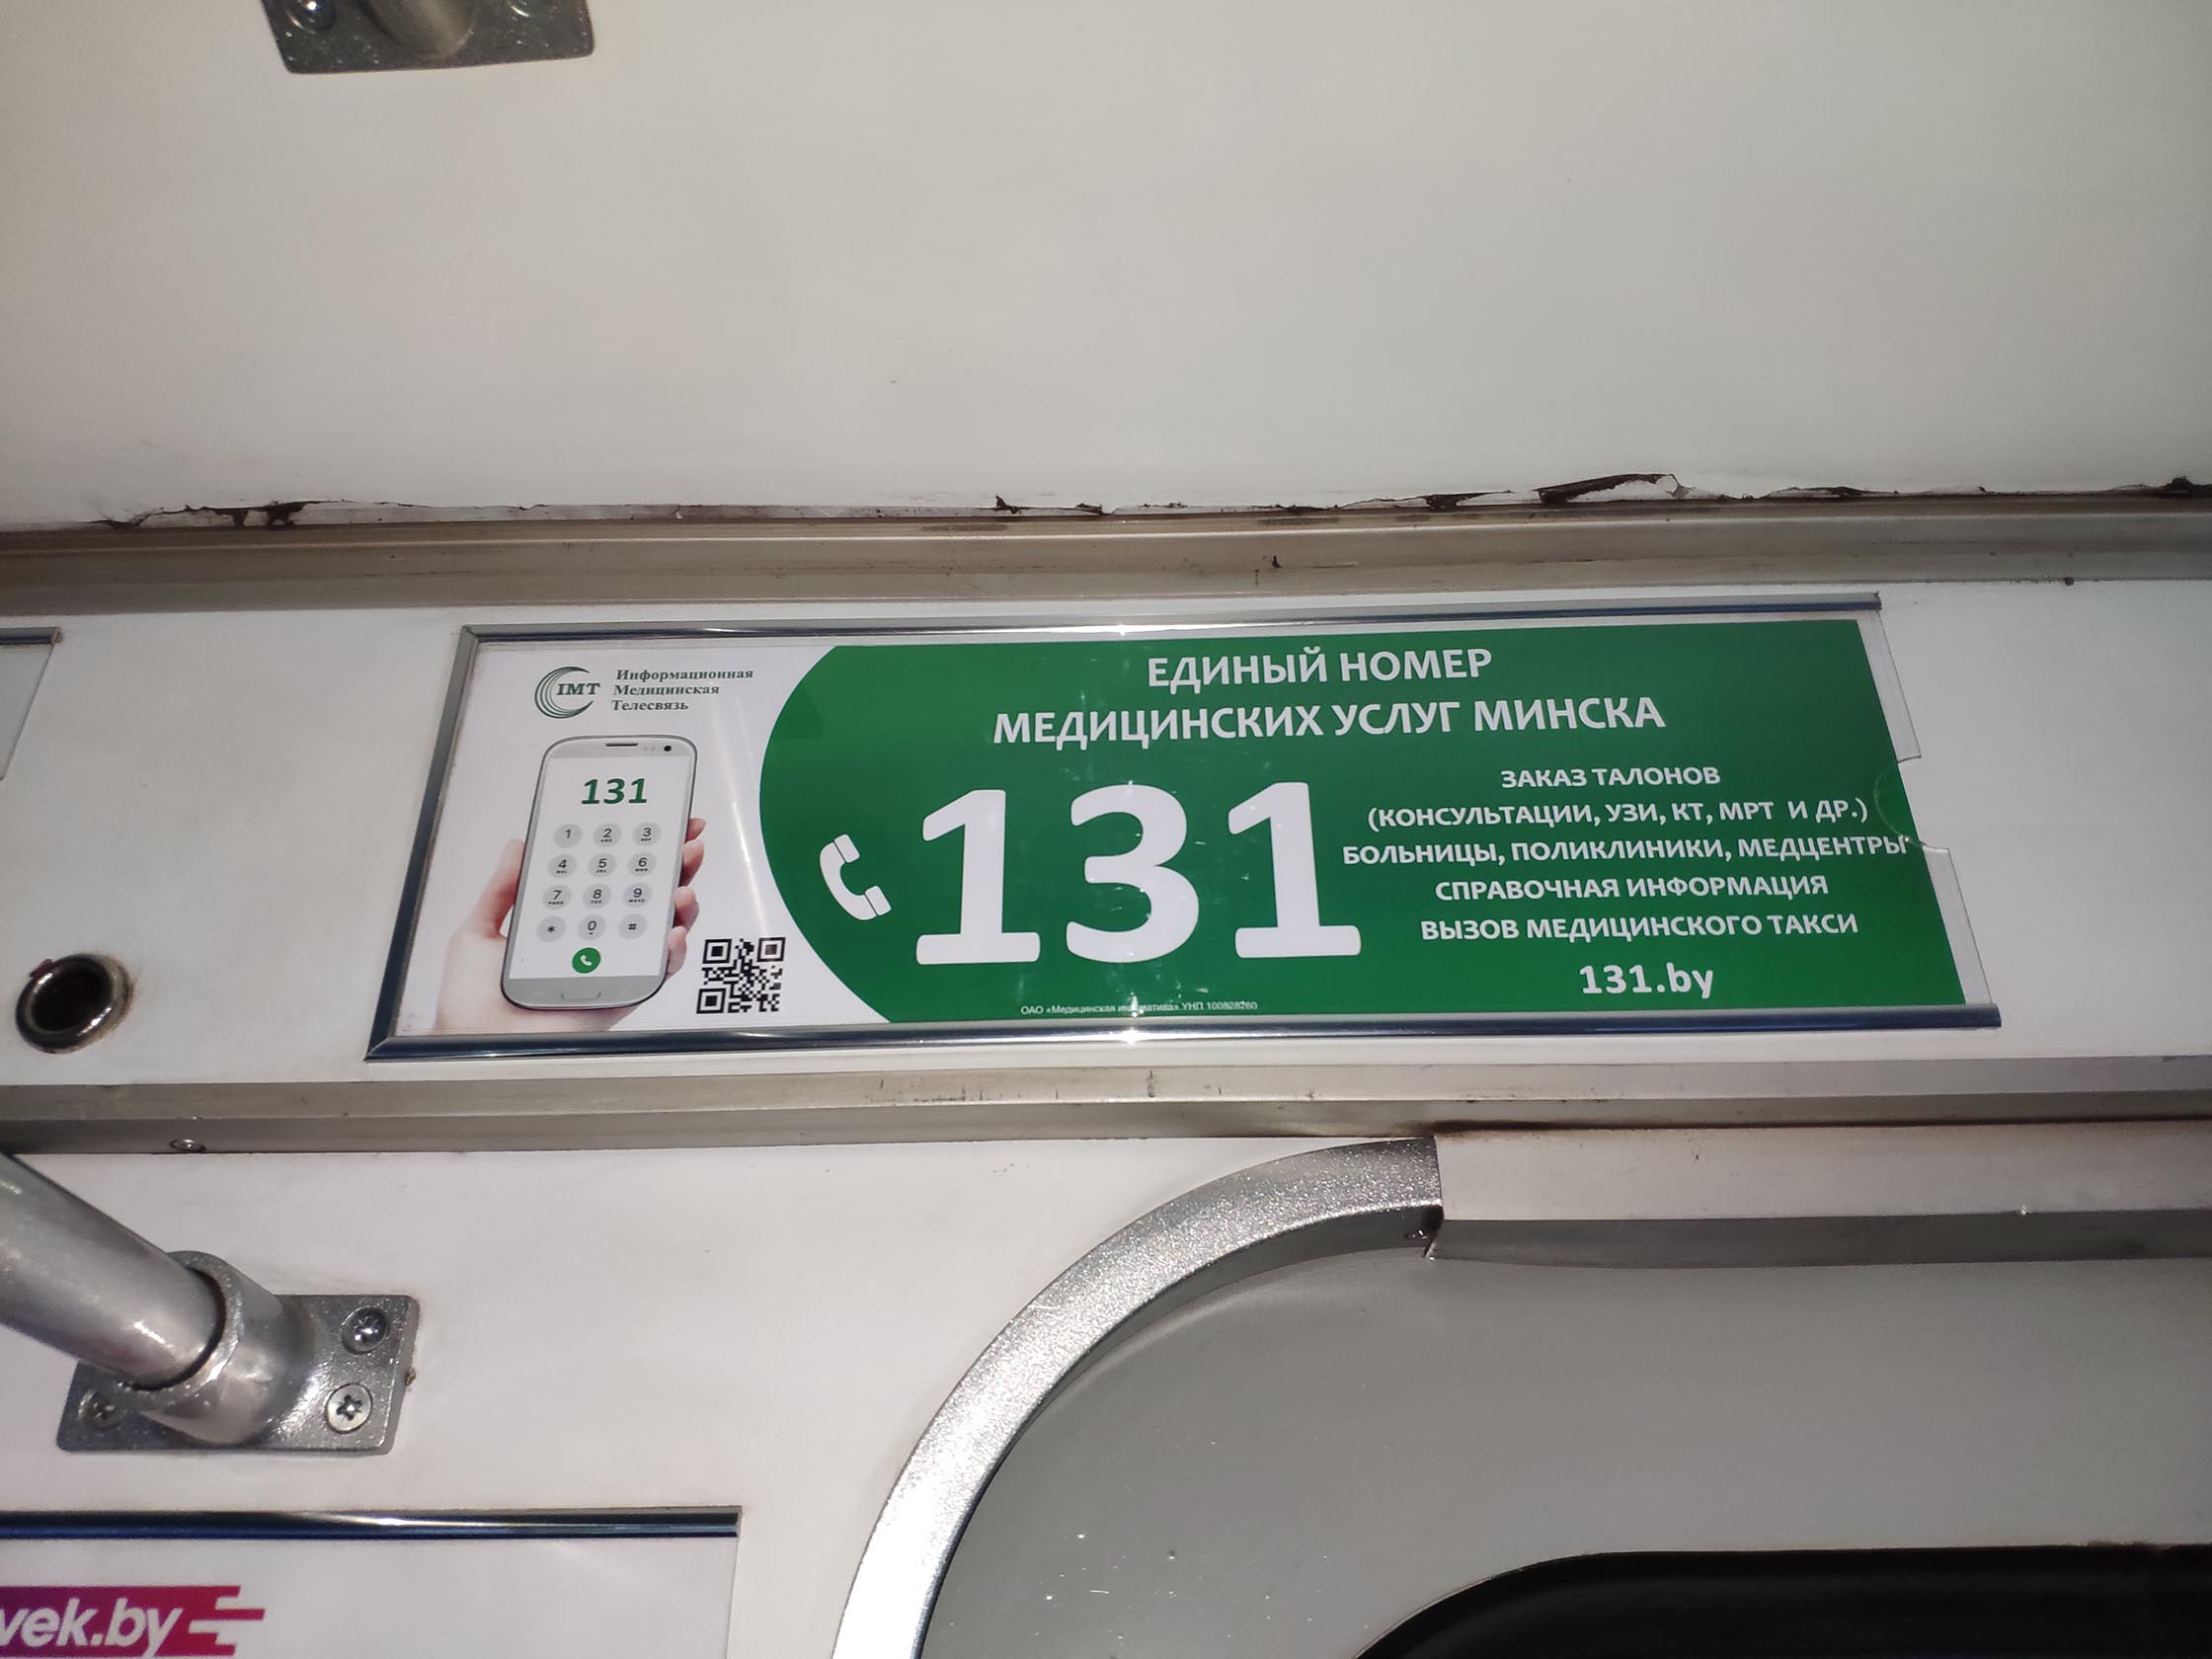 IMT
Информационная
Медицинская
Телесвязь
131
1 2 3
4 5 6
7 8 9
* 0 #
ЕДИНЫЙ НОМЕР
МЕДИЦИНСКИХ УСЛУГ МИНСКА
131
ЗАКАЗ ТАЛОНОВ
(КОНСУЛЬТАЦИИ, УЗИ, КТ, МРТ И ДР.)
БОЛЬНИЦЫ, ПОЛИКЛИНИКИ, МЕДЦЕНТРЫ
СПРАВОЧНАЯ ИНФОРМАЦИЯ
ВЫЗОВ МЕДИЦИНСКОГО ТАКСИ
131.by
ОАО «Медицинская инициатива» УНП 100828260
vek.by